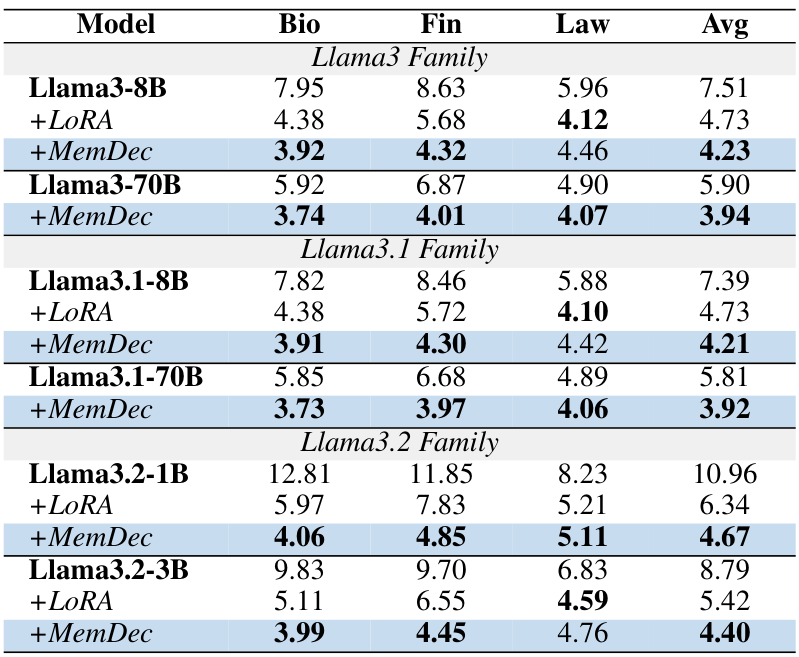 Model Bio Fin Law Avg
Llama3 Family
Llama3-8B 7.95 8.63 5.96 7.51
+LoRA 4.38 5.68 4.12 4.73
+MemDec 3.92 4.32 4.46 4.23
Llama3-70B 5.92 6.87 4.90 5.90
+MemDec 3.74 4.01 4.07 3.94
Llama3.1 Family
Llama3.1-8B 7.82 8.46 5.88 7.39
+LoRA 4.38 5.72 4.10 4.73
+MemDec 3.91 4.30 4.42 4.21
Llama3.1-70B 5.85 6.68 4.89 5.81
+MemDec 3.73 3.97 4.06 3.92
Llama3.2 Family
Llama3.2-1B 12.81 11.85 8.23 10.96
+LoRA 5.97 7.83 5.21 6.34
+MemDec 4.06 4.85 5.11 4.67
Llama3.2-3B 9.83 9.70 6.83 8.79
+LoRA 5.11 6.55 4.59 5.42
+MemDec 3.99 4.45 4.76 4.40